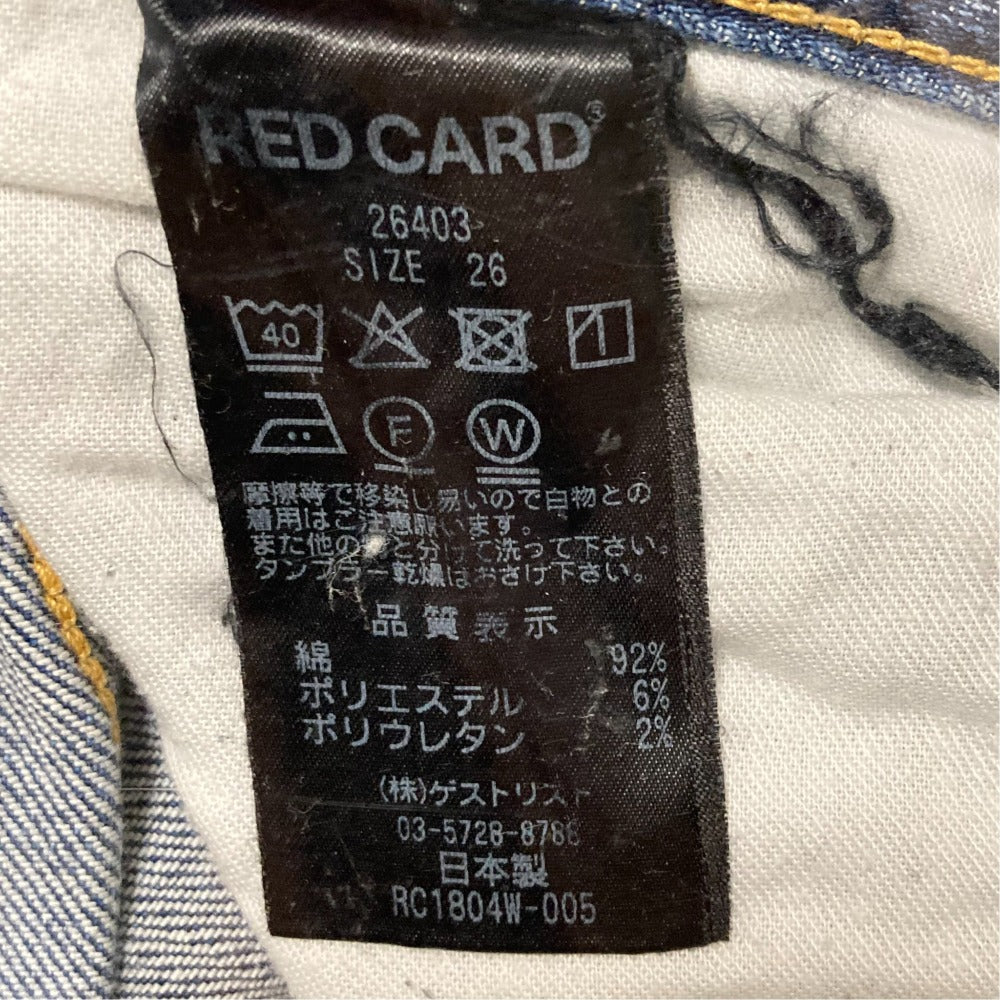 RED CARD®
26403
SIZE 26
40
F
W
摩擦等で移染し易いので白物との
着用はご注意願います。
また他の と分けて洗って下さい。
タンブラー乾燥はおさけ下さい。
品質表示
綿 92%
ポリエステル 6%
ポリウレタン 2%
(株)ゲストリスト
03-5728-8788
日本製
RC1804W-005